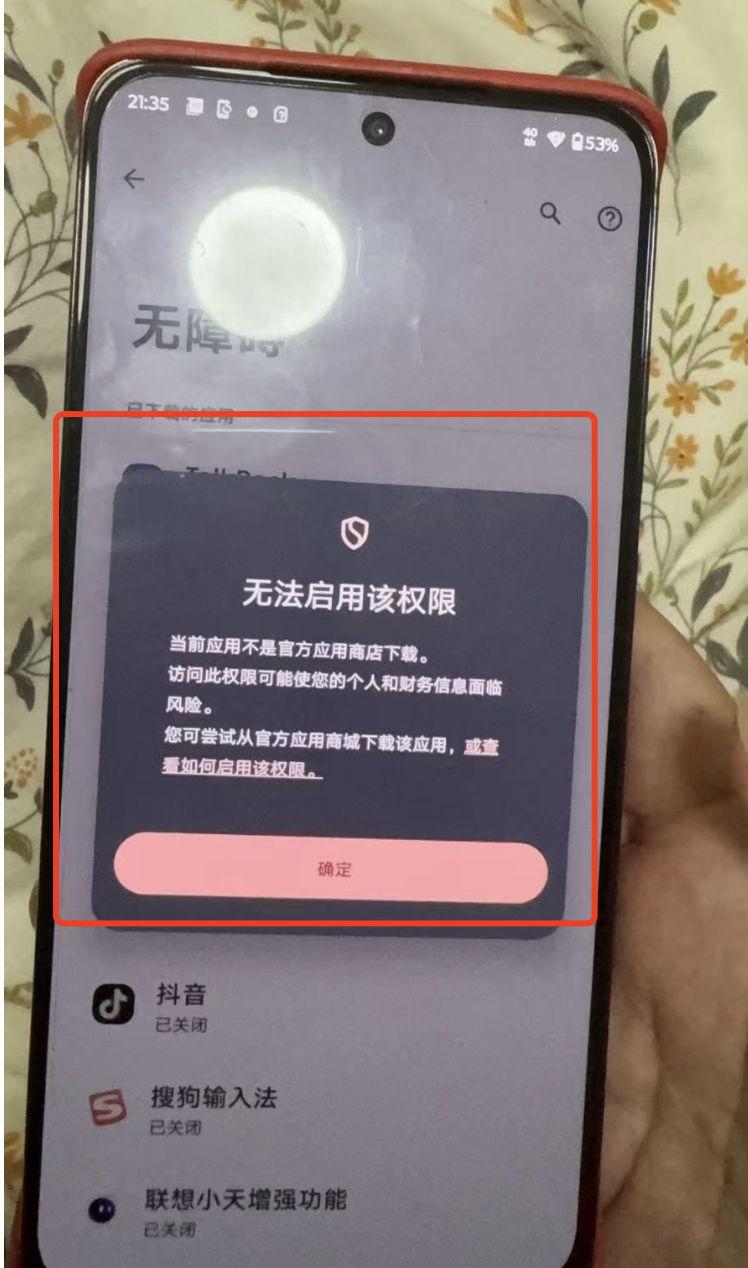 21:35
53%
无障碍
已下载的应用
TalkBack
无法启用该权限
当前应用不是官方应用商店下载。
访问此权限可能使您的个人和财务信息面临
风险。
您可尝试从官方应用商城下载该应用，或查
看如何启用该权限。
确定
抖音
已关闭
搜狗输入法
已关闭
联想小天增强功能
已关闭